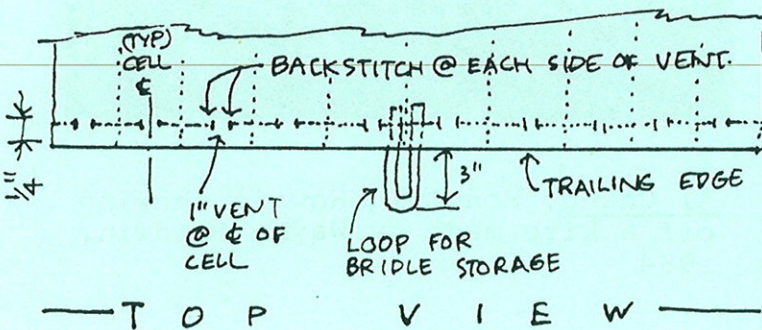 (TYP)
CELL
℄
BACKSTITCH @ EACH SIDE OF VENT.
1/4"
1" VENT
@ ℄ OF
CELL
3"
LOOP FOR
BRIDLE STORAGE
TRAILING EDGE
TOP VIEW